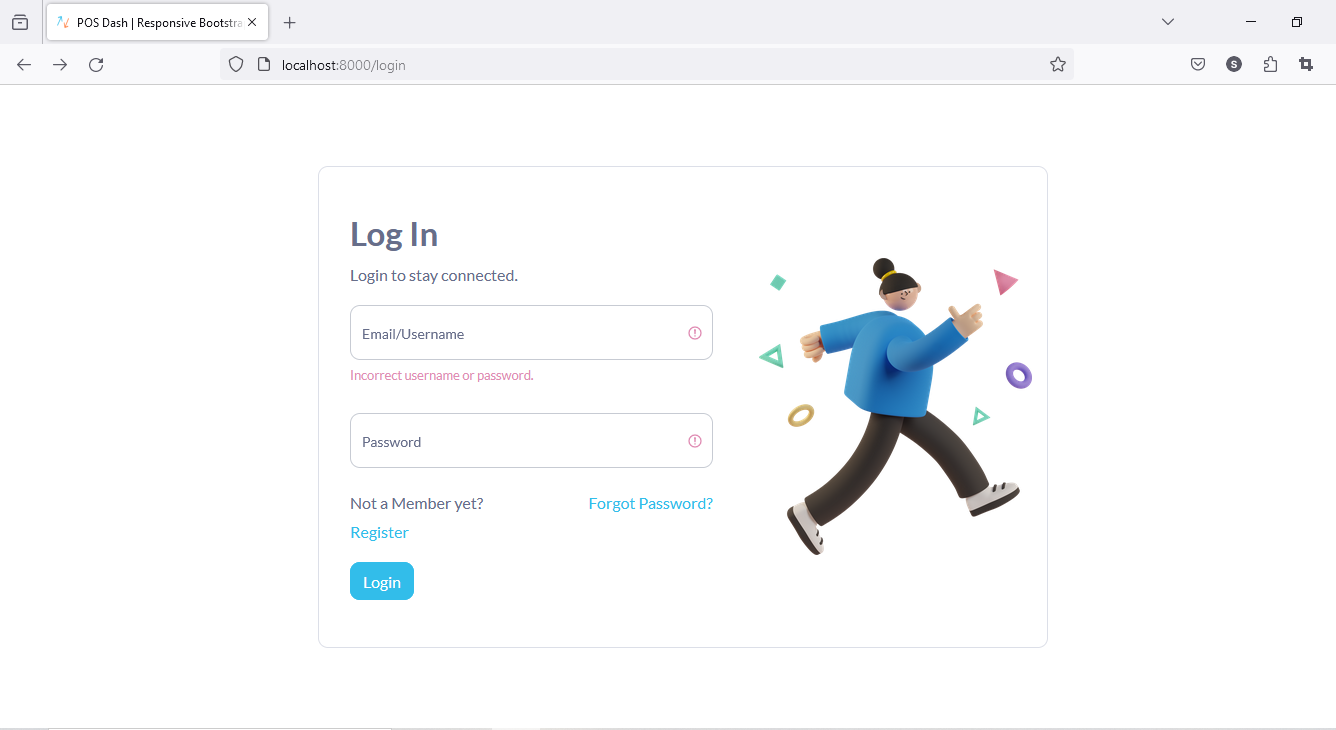 POS Dash | Responsive Bootstra
localhost:8000/login
S
Log In
Login to stay connected.
Email/Username
Incorrect username or password.
Password
Not a Member yet? Forgot Password?
Register
Login